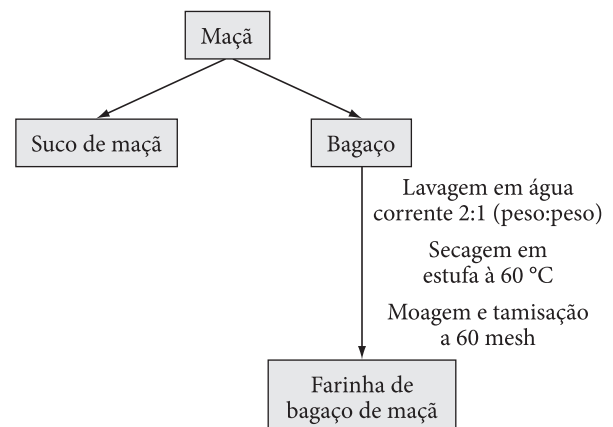 Maçã
Suco de maçã
Bagaço
Lavagem em água
corrente 2:1 (peso:peso)
Secagem em
estufa à 60 °C
Moagem e tamisação
a 60 mesh
Farinha de
bagaço de maçã